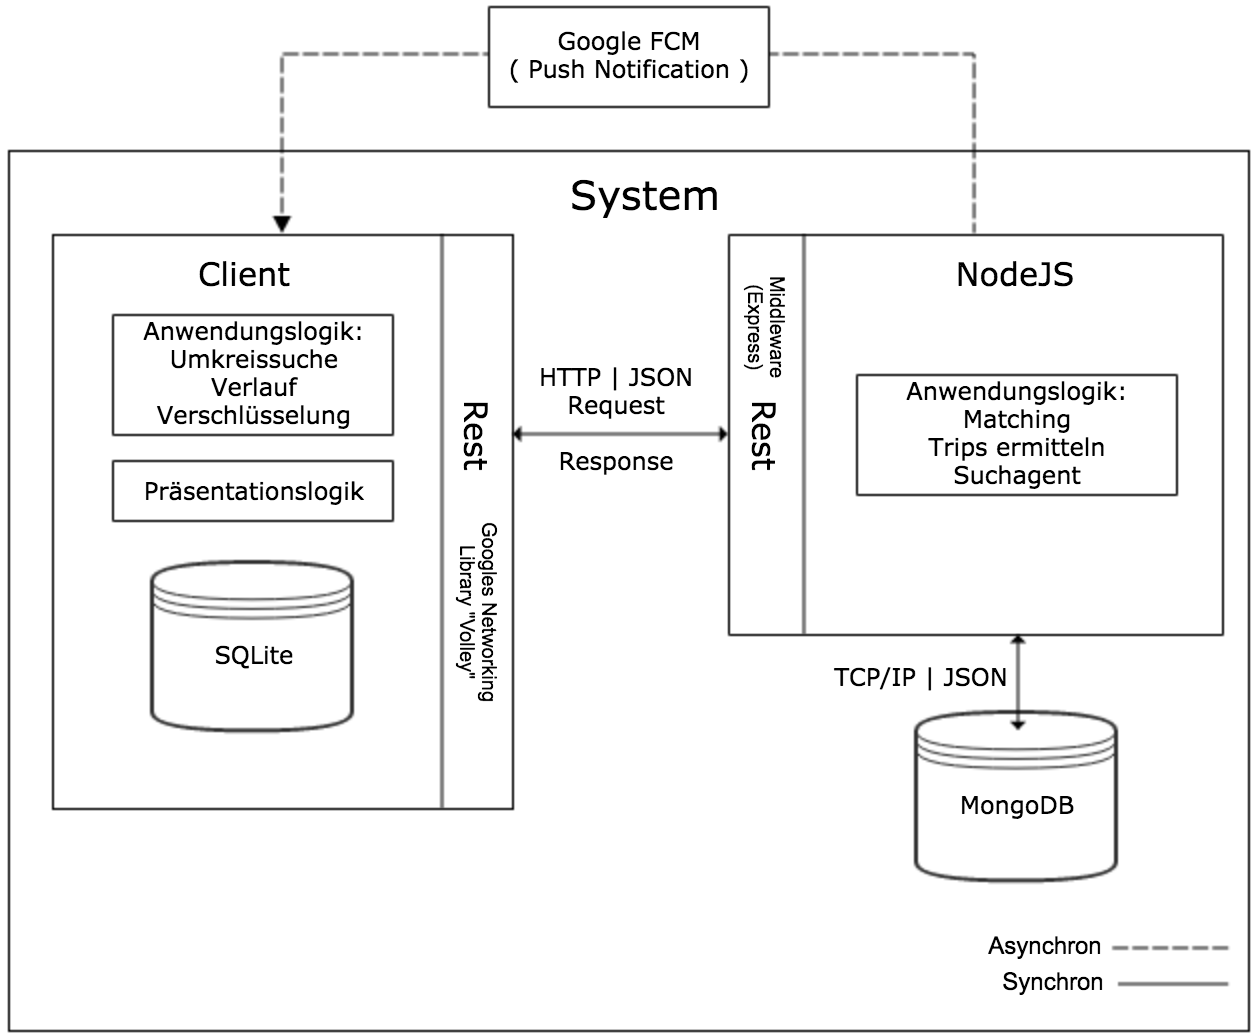 Google FCM
( Push Notification )
System
Client
Anwendungslogik:
Umkreissuche
Verlauf
Verschlüsselung
Präsentationslogik
SQLite
Rest
Googles Networking
Library "Volley"
HTTP | JSON
Request
Response
Middleware
(Express)
Rest
NodeJS
Anwendungslogik:
Matching
Trips ermitteln
Suchagent
TCP/IP | JSON
MongoDB
Asynchron
Synchron